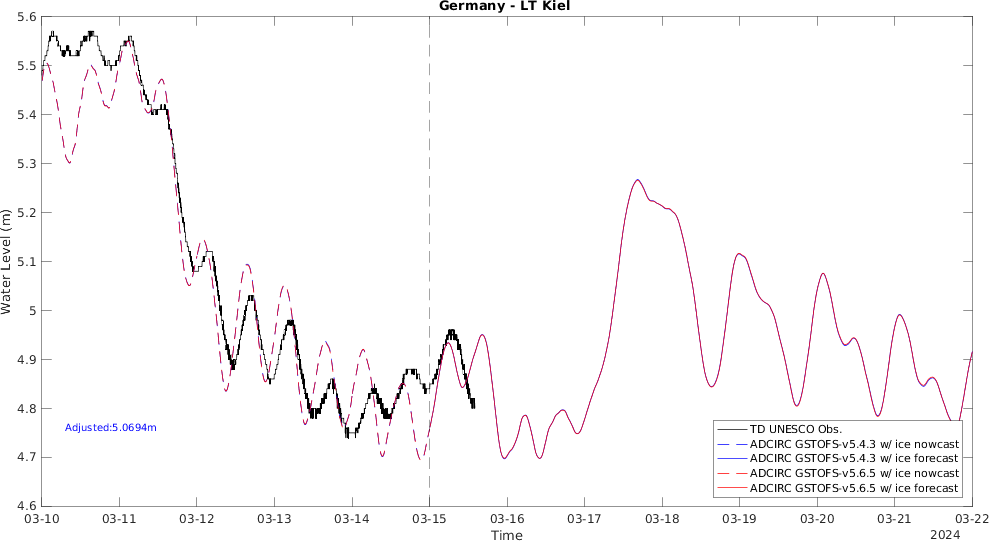 Germany - LT Kiel
Water Level (m)
5.6
5.5
5.4
5.3
5.2
5.1
5
4.9
4.8
4.7
4.6
Adjusted:5.0694m
TD UNESCO Obs.
ADCIRC GSTOFS-v5.4.3 w/ ice nowcast
ADCIRC GSTOFS-v5.4.3 w/ ice forecast
ADCIRC GSTOFS-v5.6.5 w/ ice nowcast
ADCIRC GSTOFS-v5.6.5 w/ ice forecast
03-10 03-11 03-12 03-13 03-14 03-15 03-16 03-17 03-18 03-19 03-20 03-21 03-22
Time
2024